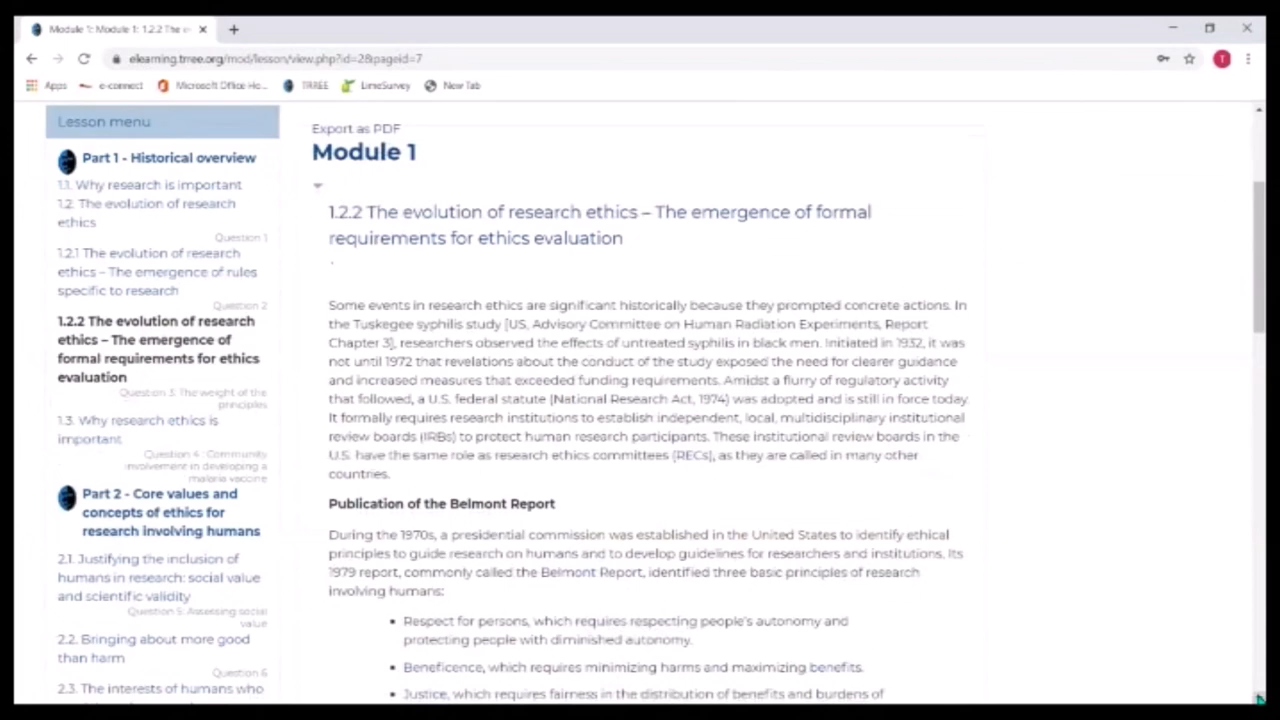 Module 1: Module 1: 1.2.2 The e
elearning.trree.org/mod/lesson/view.php?id=28&pageid=7
T
Apps
e-connect
Microsoft Office Ho...
TRREE
LimeSurvey
New Tab
Lesson menu
Part 1 - Historical overview
1.1. Why research is important
1.2. The evolution of research
ethics
Question 1
1.2.1 The evolution of research
ethics – The emergence of rules
specific to research
Question 2
1.2.2 The evolution of research
ethics – The emergence of
formal requirements for ethics
evaluation
Question 3: The weight of the
principles
1.3. Why research ethics is
important
Question 4 : Community
involvement in developing a
malaria vaccine
Part 2 - Core values and
concepts of ethics for
research involving humans
2.1. Justifying the inclusion of
humans in research: social value
and scientific validity
Question 5: Assessing social
value
2.2. Bringing about more good
than harm
Question 6
2.3. The interests of humans who
Export as PDF
Module 1
1.2.2 The evolution of research ethics – The emergence of formal
requirements for ethics evaluation
.
Some events in research ethics are significant historically because they prompted concrete actions. In
the Tuskegee syphilis study [US, Advisory Committee on Human Radiation Experiments, Report
Chapter 3], researchers observed the effects of untreated syphilis in black men. Initiated in 1932, it was
not until 1972 that revelations about the conduct of the study exposed the need for clearer guidance
and increased measures that exceeded funding requirements. Amidst a flurry of regulatory activity
that followed, a U.S. federal statute [National Research Act, 1974) was adopted and is still in force today.
It formally requires research institutions to establish independent, local, multidisciplinary institutional
review boards (IRBs) to protect human research participants. These institutional review boards in the
U.S. have the same role as research ethics committees (RECs), as they are called in many other
countries.
Publication of the Belmont Report
During the 1970s, a presidential commission was established in the United States to identify ethical
principles to guide research on humans and to develop guidelines for researchers and institutions. Its
1979 report, commonly called the Belmont Report, identified three basic principles of research
involving humans:
• Respect for persons, which requires respecting people's autonomy and
protecting people with diminished autonomy.
• Beneficence, which requires minimizing harms and maximizing benefits.
• Justice, which requires fairness in the distribution of benefits and burdens of